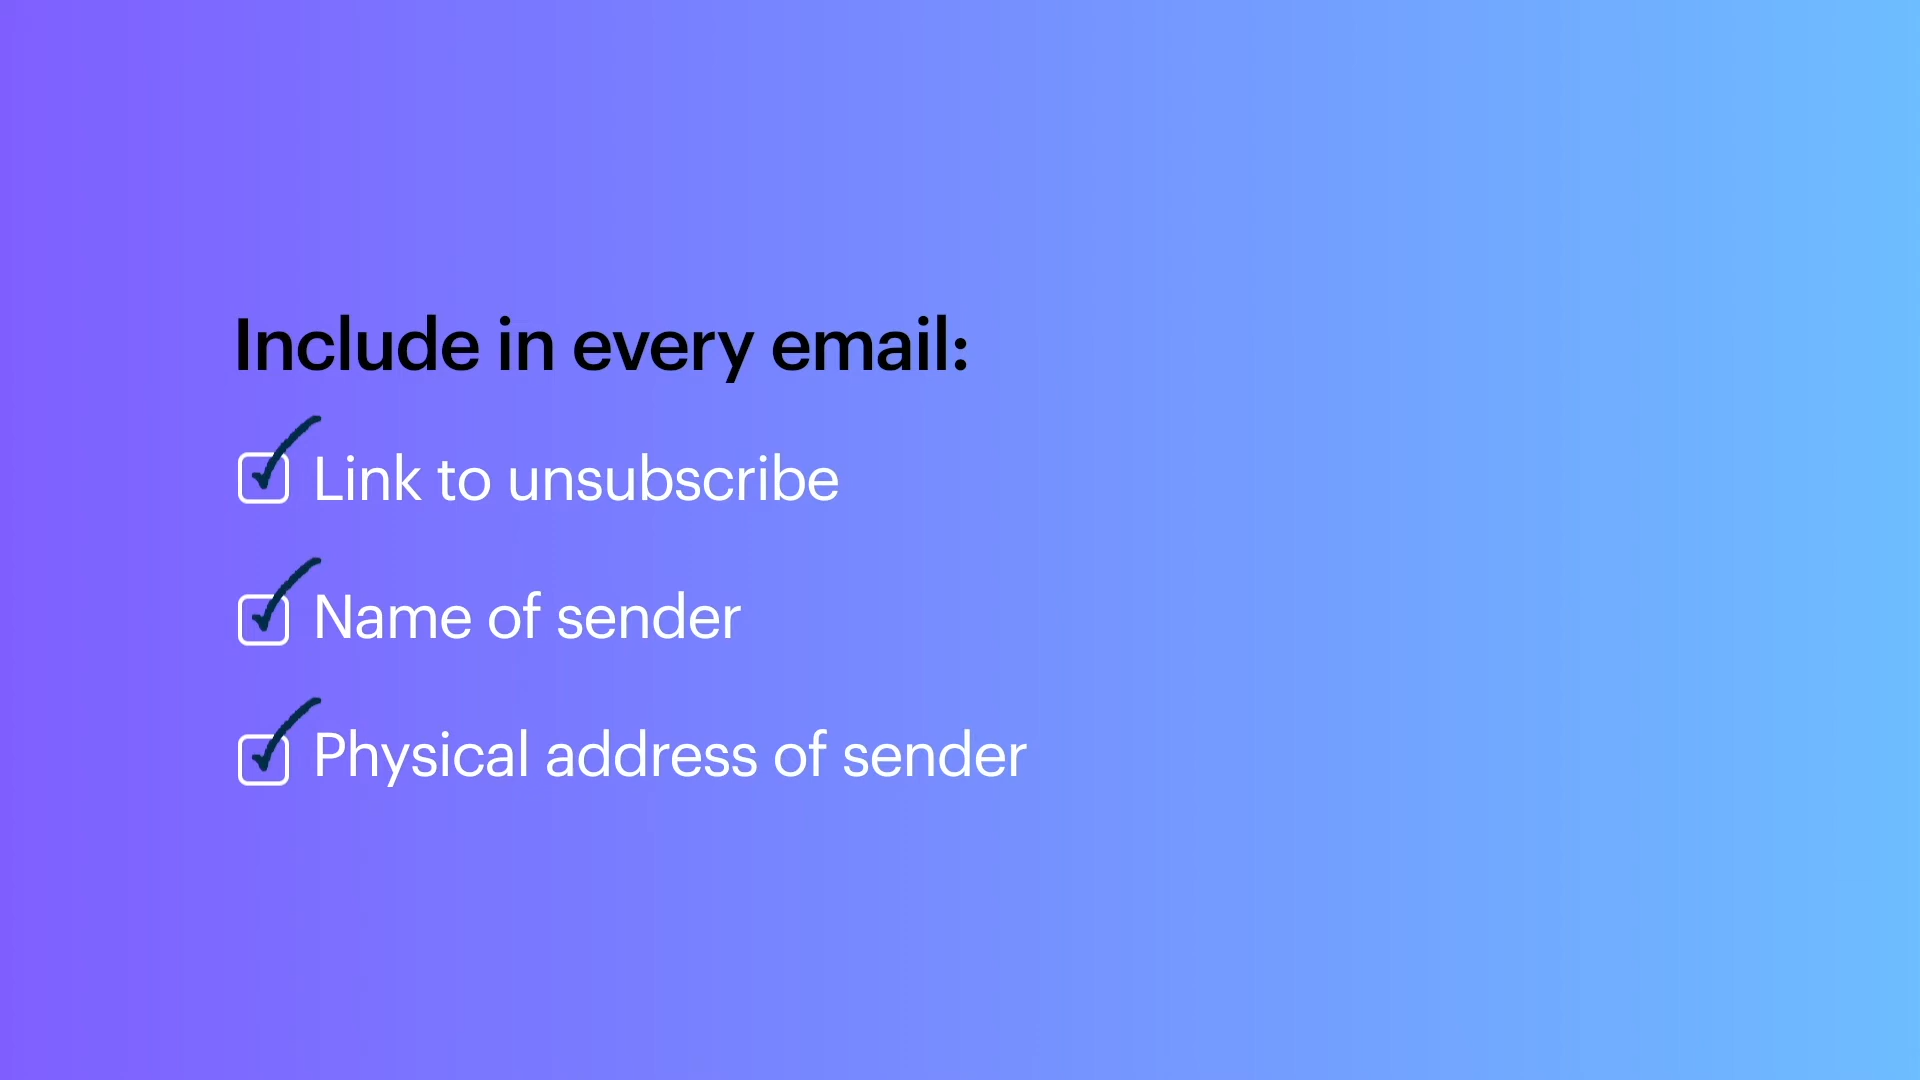 Include in every email:
Link to unsubscribe
Name of sender
Physical address of sender